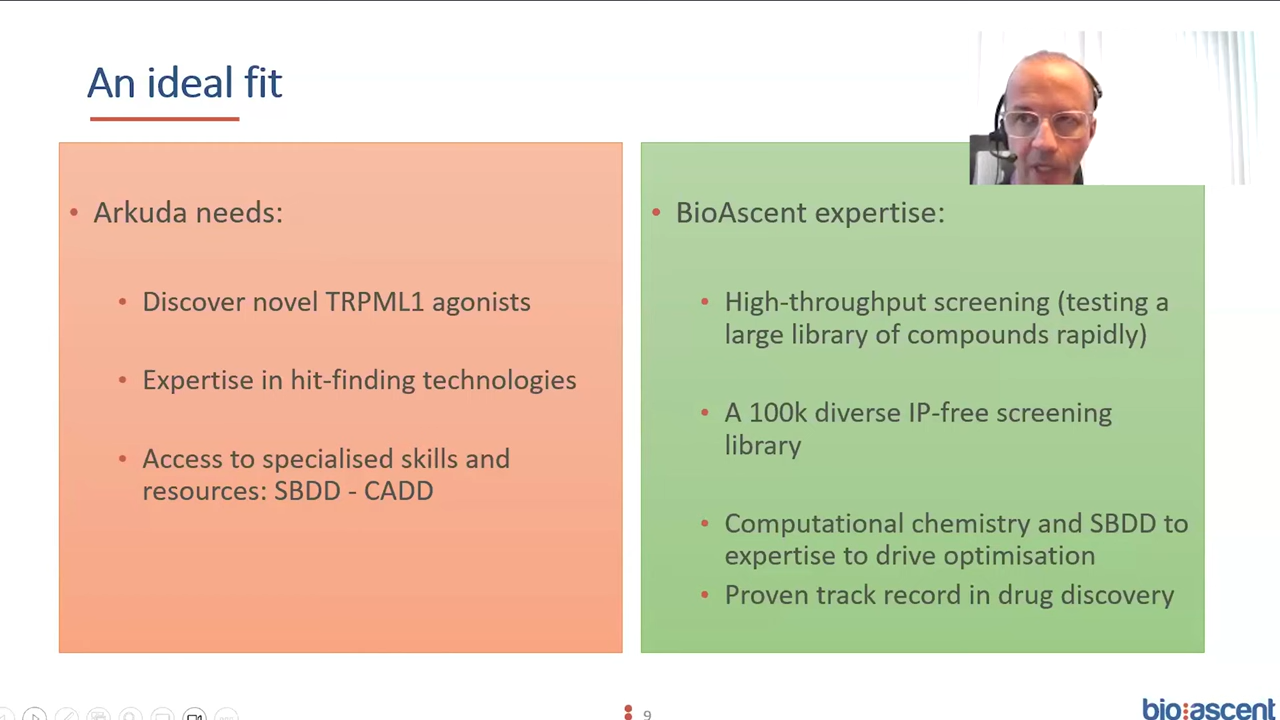 An ideal fit
• Arkuda needs:
• Discover novel TRPML1 agonists
• Expertise in hit-finding technologies
• Access to specialised skills and
resources: SBDD - CADD
• BioAscent expertise:
• High-throughput screening (testing a
large library of compounds rapidly)
• A 100k diverse IP-free screening
library
• Computational chemistry and SBDD to
expertise to drive optimisation
• Proven track record in drug discovery
9
bio:ascent